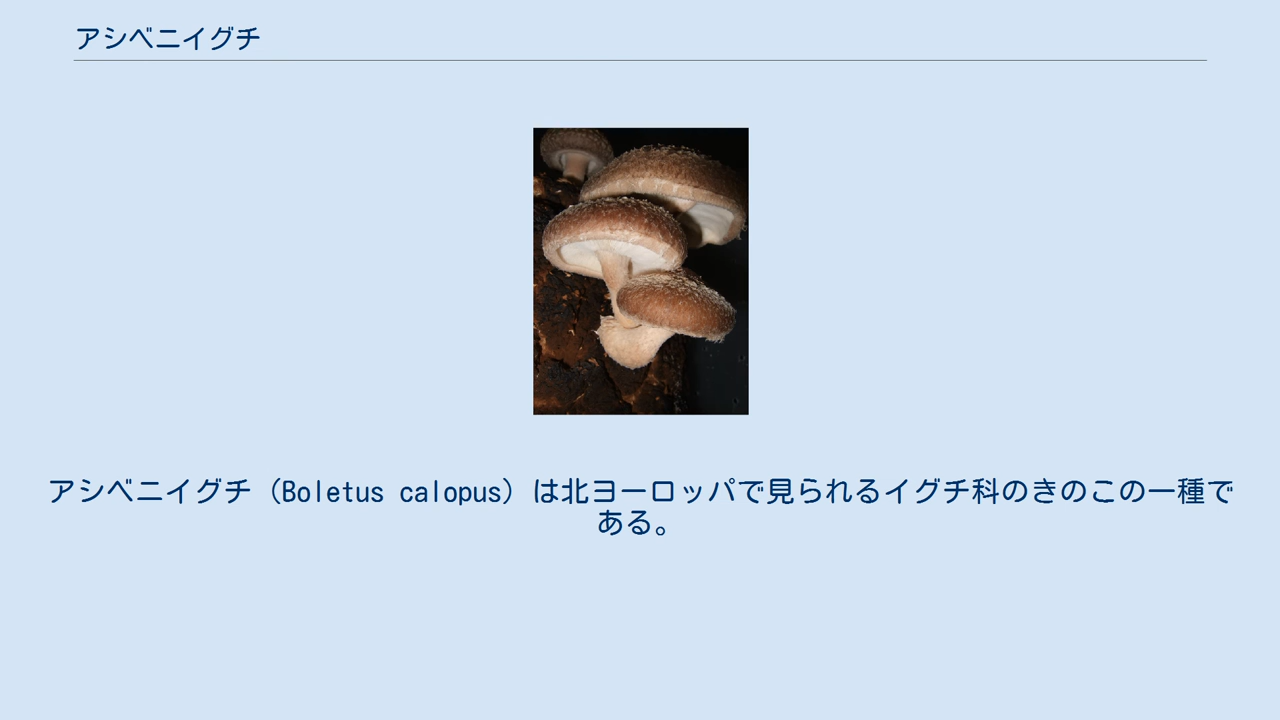 アシベニイグチ
アシベニイグチ（Boletus calopus）は北ヨーロッパで見られるイグチ科のきのこの一種で
ある。